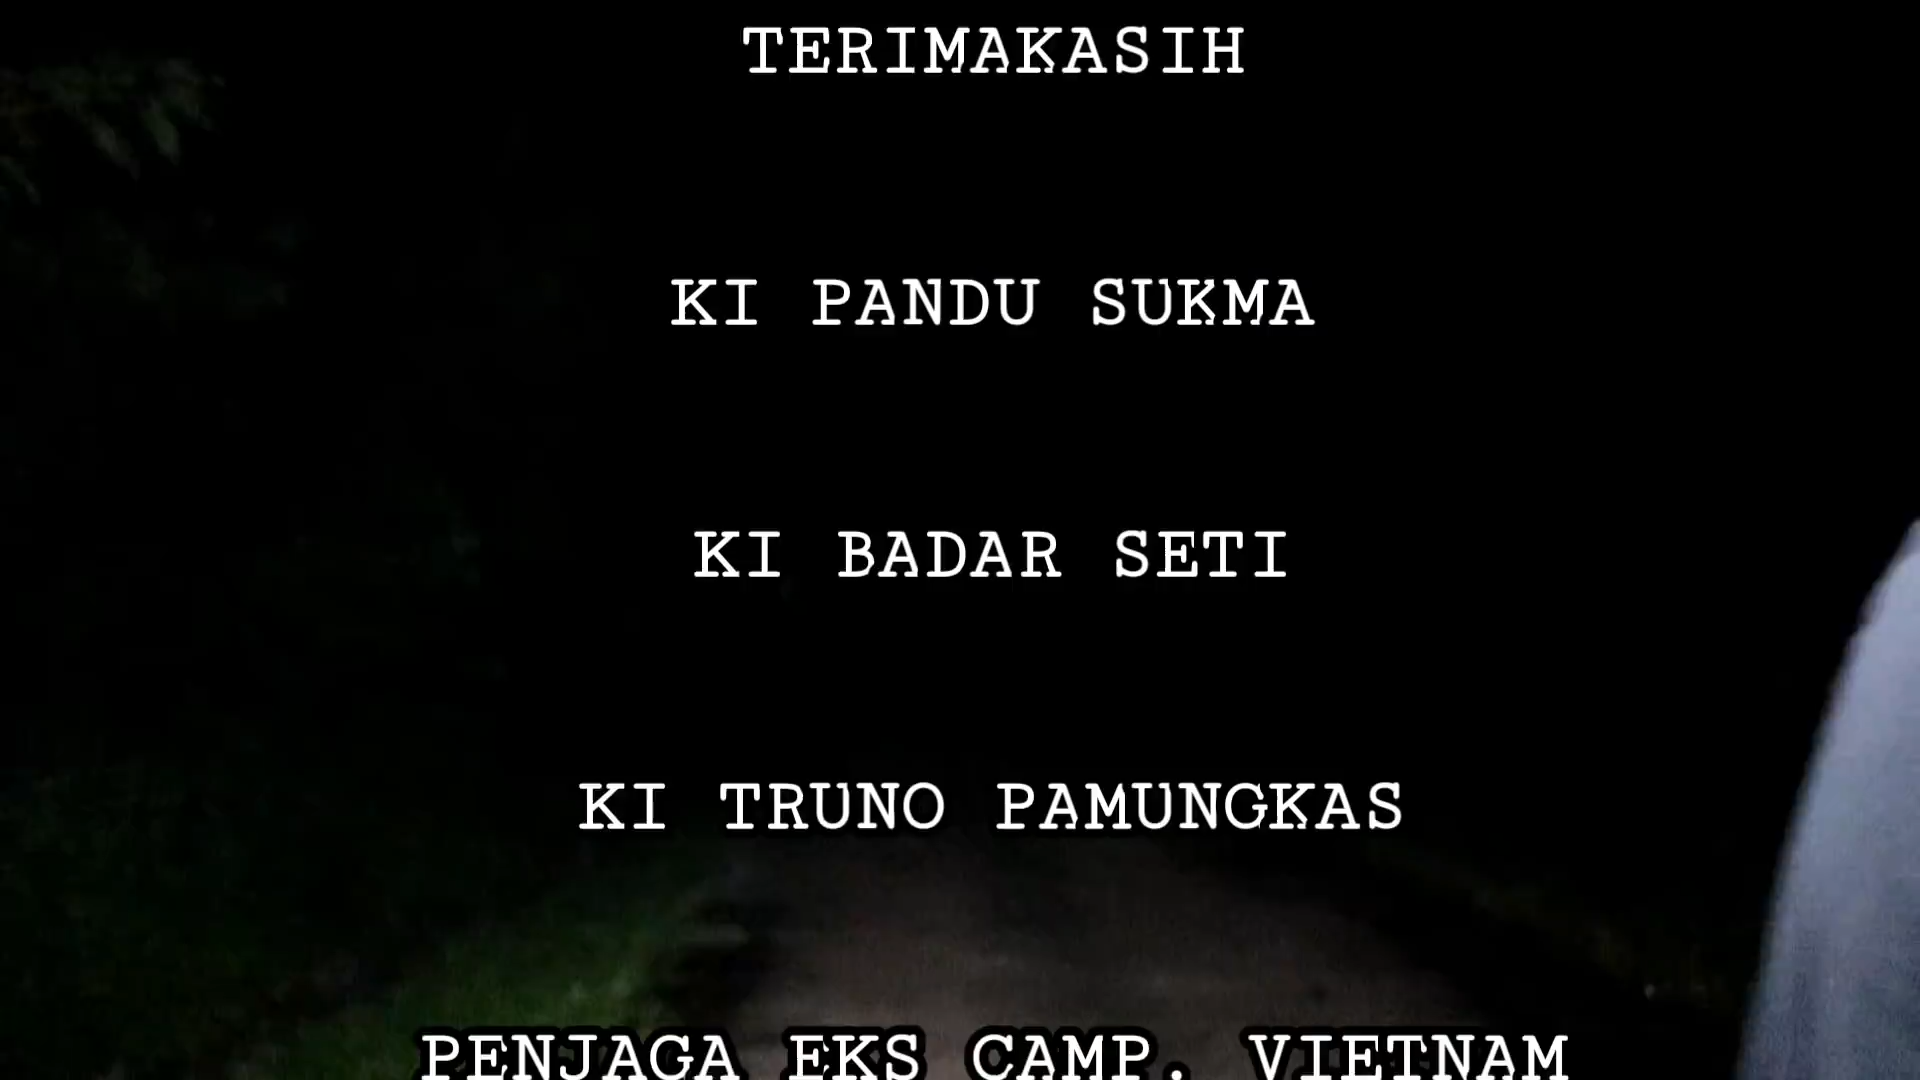 TERIMAKASIH
KI PANDU SUKMA
KI BADAR SETI
KI TRUNO PAMUNGKAS
PENJAGA EKS CAMP. VIETNAM